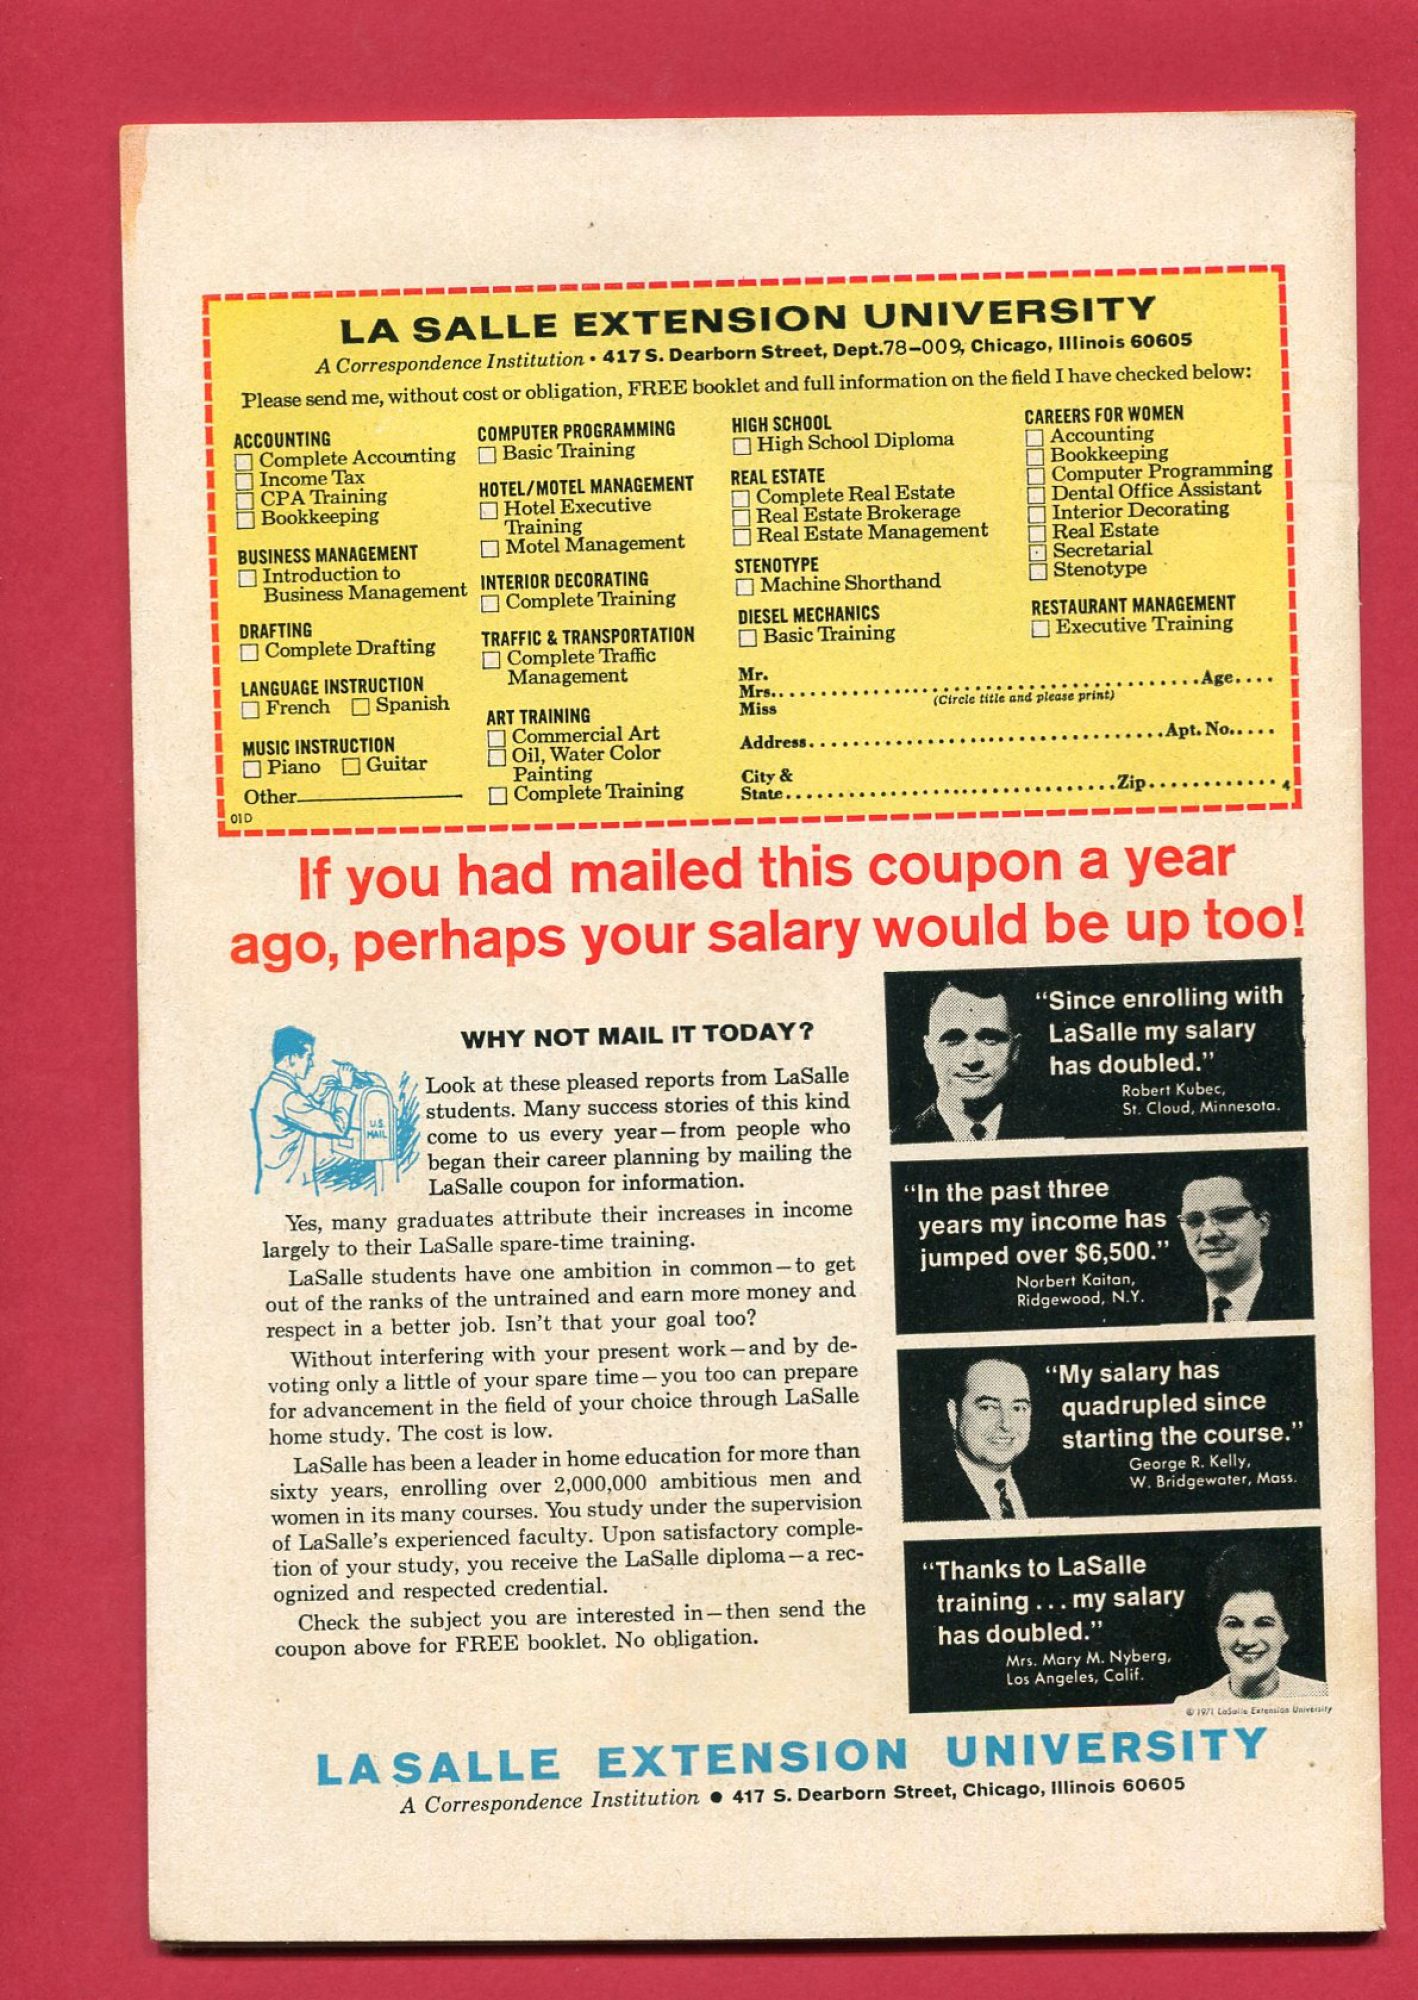 LA SALLE EXTENSION UNIVERSITY
A Correspondence Institution • 417 S. Dearborn Street, Dept.78-009, Chicago, Illinois 60605
Please send me, without cost or obligation, FREE booklet and full information on the field I have checked below:
ACCOUNTING
Complete Accounting
Income Tax
CPA Training
Bookkeeping
BUSINESS MANAGEMENT
Introduction to
Business Management
DRAFTING
Complete Drafting
LANGUAGE INSTRUCTION
French Spanish
MUSIC INSTRUCTION
Piano Guitar
Other
01D
COMPUTER PROGRAMMING
Basic Training
HOTEL/MOTEL MANAGEMENT
Hotel Executive
Training
Motel Management
INTERIOR DECORATING
Complete Training
TRAFFIC & TRANSPORTATION
Complete Traffic
Management
ART TRAINING
Commercial Art
Oil, Water Color
Painting
Complete Training
HIGH SCHOOL
High School Diploma
REAL ESTATE
Complete Real Estate
Real Estate Brokerage
Real Estate Management
STENOTYPE
Machine Shorthand
DIESEL MECHANICS
Basic Training
CAREERS FOR WOMEN
Accounting
Bookkeeping
Computer Programming
Dental Office Assistant
Interior Decorating
Real Estate
Secretarial
Stenotype
RESTAURANT MANAGEMENT
Executive Training
Mr.
Mrs. Age
Miss (Circle title and please print)
Address Apt. No.
City &
State Zip 4
If you had mailed this coupon a year
ago, perhaps your salary would be up too!
WHY NOT MAIL IT TODAY?
U.S.
MAIL
Look at these pleased reports from LaSalle
students. Many success stories of this kind
come to us every year—from people who
began their career planning by mailing the
LaSalle coupon for information.
Yes, many graduates attribute their increases in income
largely to their LaSalle spare-time training.
LaSalle students have one ambition in common—to get
out of the ranks of the untrained and earn more money and
respect in a better job. Isn't that your goal too?
Without interfering with your present work—and by de-
voting only a little of your spare time—you too can prepare
for advancement in the field of your choice through LaSalle
home study. The cost is low.
LaSalle has been a leader in home education for more than
sixty years, enrolling over 2,000,000 ambitious men and
women in its many courses. You study under the supervision
of LaSalle's experienced faculty. Upon satisfactory comple-
tion of your study, you receive the LaSalle diploma—a rec-
ognized and respected credential.
Check the subject you are interested in—then send the
coupon above for FREE booklet. No obligation.
"Since enrolling with
LaSalle my salary
has doubled."
Robert Kubec,
St. Cloud, Minnesota.
"In the past three
years my income has
jumped over $6,500."
Norbert Kaitan,
Ridgewood, N.Y.
"My salary has
quadrupled since
starting the course."
George R. Kelly,
W. Bridgewater, Mass.
"Thanks to LaSalle
training . . . my salary
has doubled."
Mrs. Mary M. Nyberg,
Los Angeles, Calif.
© 1971 LaSalle Extension University
LA SALLE EXTENSION UNIVERSITY
A Correspondence Institution • 417 S. Dearborn Street, Chicago, Illinois 60605